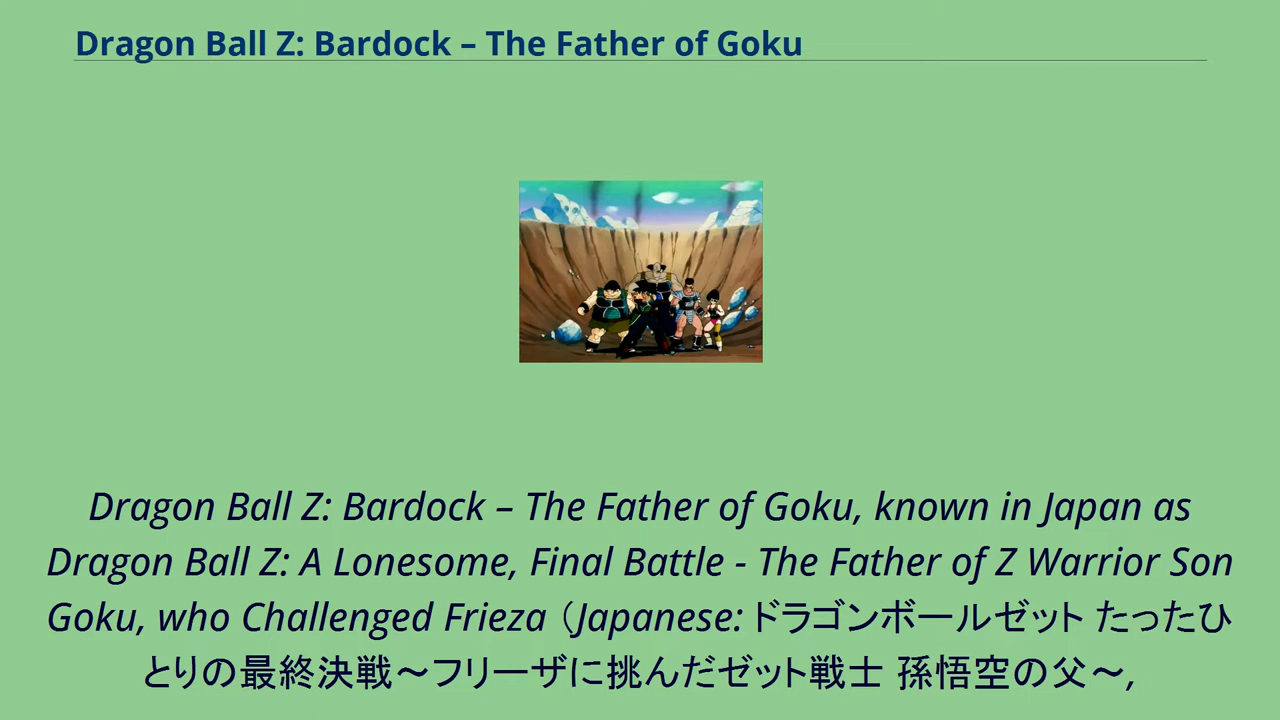 Dragon Ball Z: Bardock – The Father of Goku
Dragon Ball Z: Bardock – The Father of Goku, known in Japan as
Dragon Ball Z: A Lonesome, Final Battle - The Father of Z Warrior Son
Goku, who Challenged Frieza（Japanese: ドラゴンボールゼット たったひ
とりの最終決戦〜フリーザに挑んだゼット戦士 孫悟空の父〜,